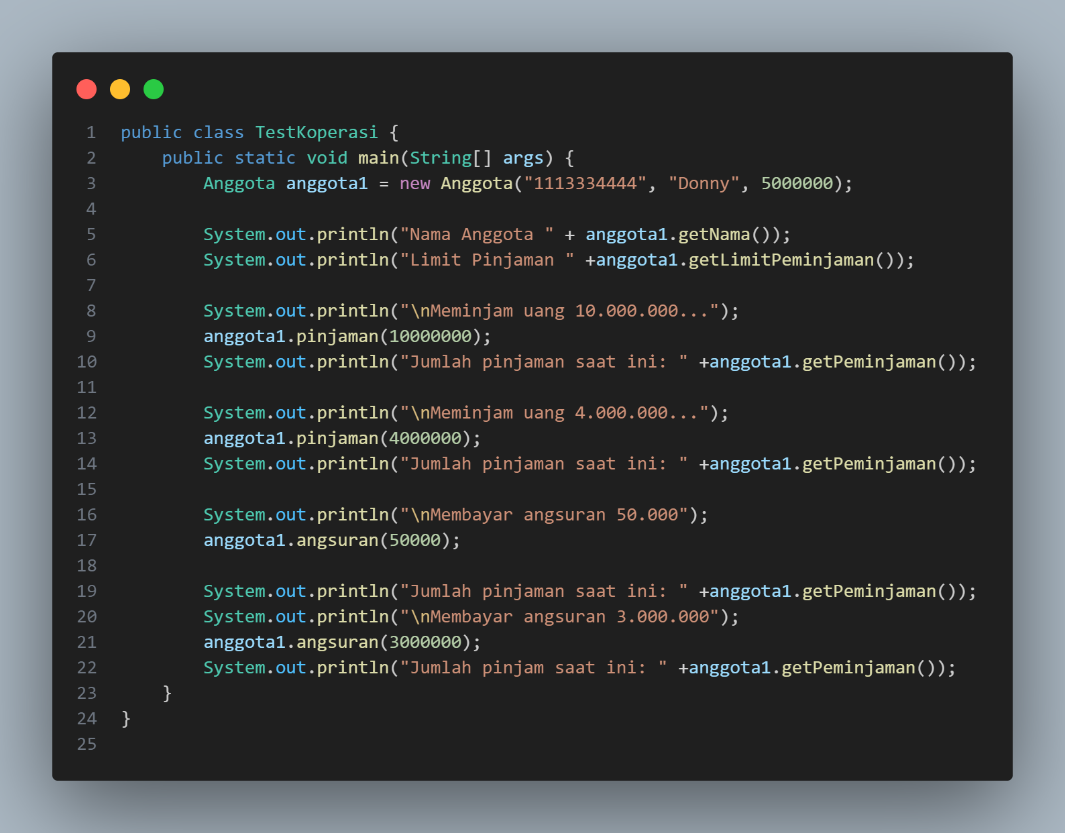 1 public class TestKoperasi {
2     public static void main(String[] args) {
3         Anggota anggota1 = new Anggota("1113334444", "Donny", 5000000);
4
5         System.out.println("Nama Anggota " + anggota1.getNama());
6         System.out.println("Limit Pinjaman " +anggota1.getLimitPeminjaman());
7
8         System.out.println("\nMeminjam uang 10.000.000...");
9         anggota1.pinjaman(10000000);
10         System.out.println("Jumlah pinjaman saat ini: " +anggota1.getPeminjaman());
11
12         System.out.println("\nMeminjam uang 4.000.000...");
13         anggota1.pinjaman(4000000);
14         System.out.println("Jumlah pinjaman saat ini: " +anggota1.getPeminjaman());
15
16         System.out.println("\nMembayar angsuran 50.000");
17         anggota1.angsuran(50000);
18
19         System.out.println("Jumlah pinjaman saat ini: " +anggota1.getPeminjaman());
20         System.out.println("\nMembayar angsuran 3.000.000");
21         anggota1.angsuran(3000000);
22         System.out.println("Jumlah pinjam saat ini: " +anggota1.getPeminjaman());
23     }
24 }
25